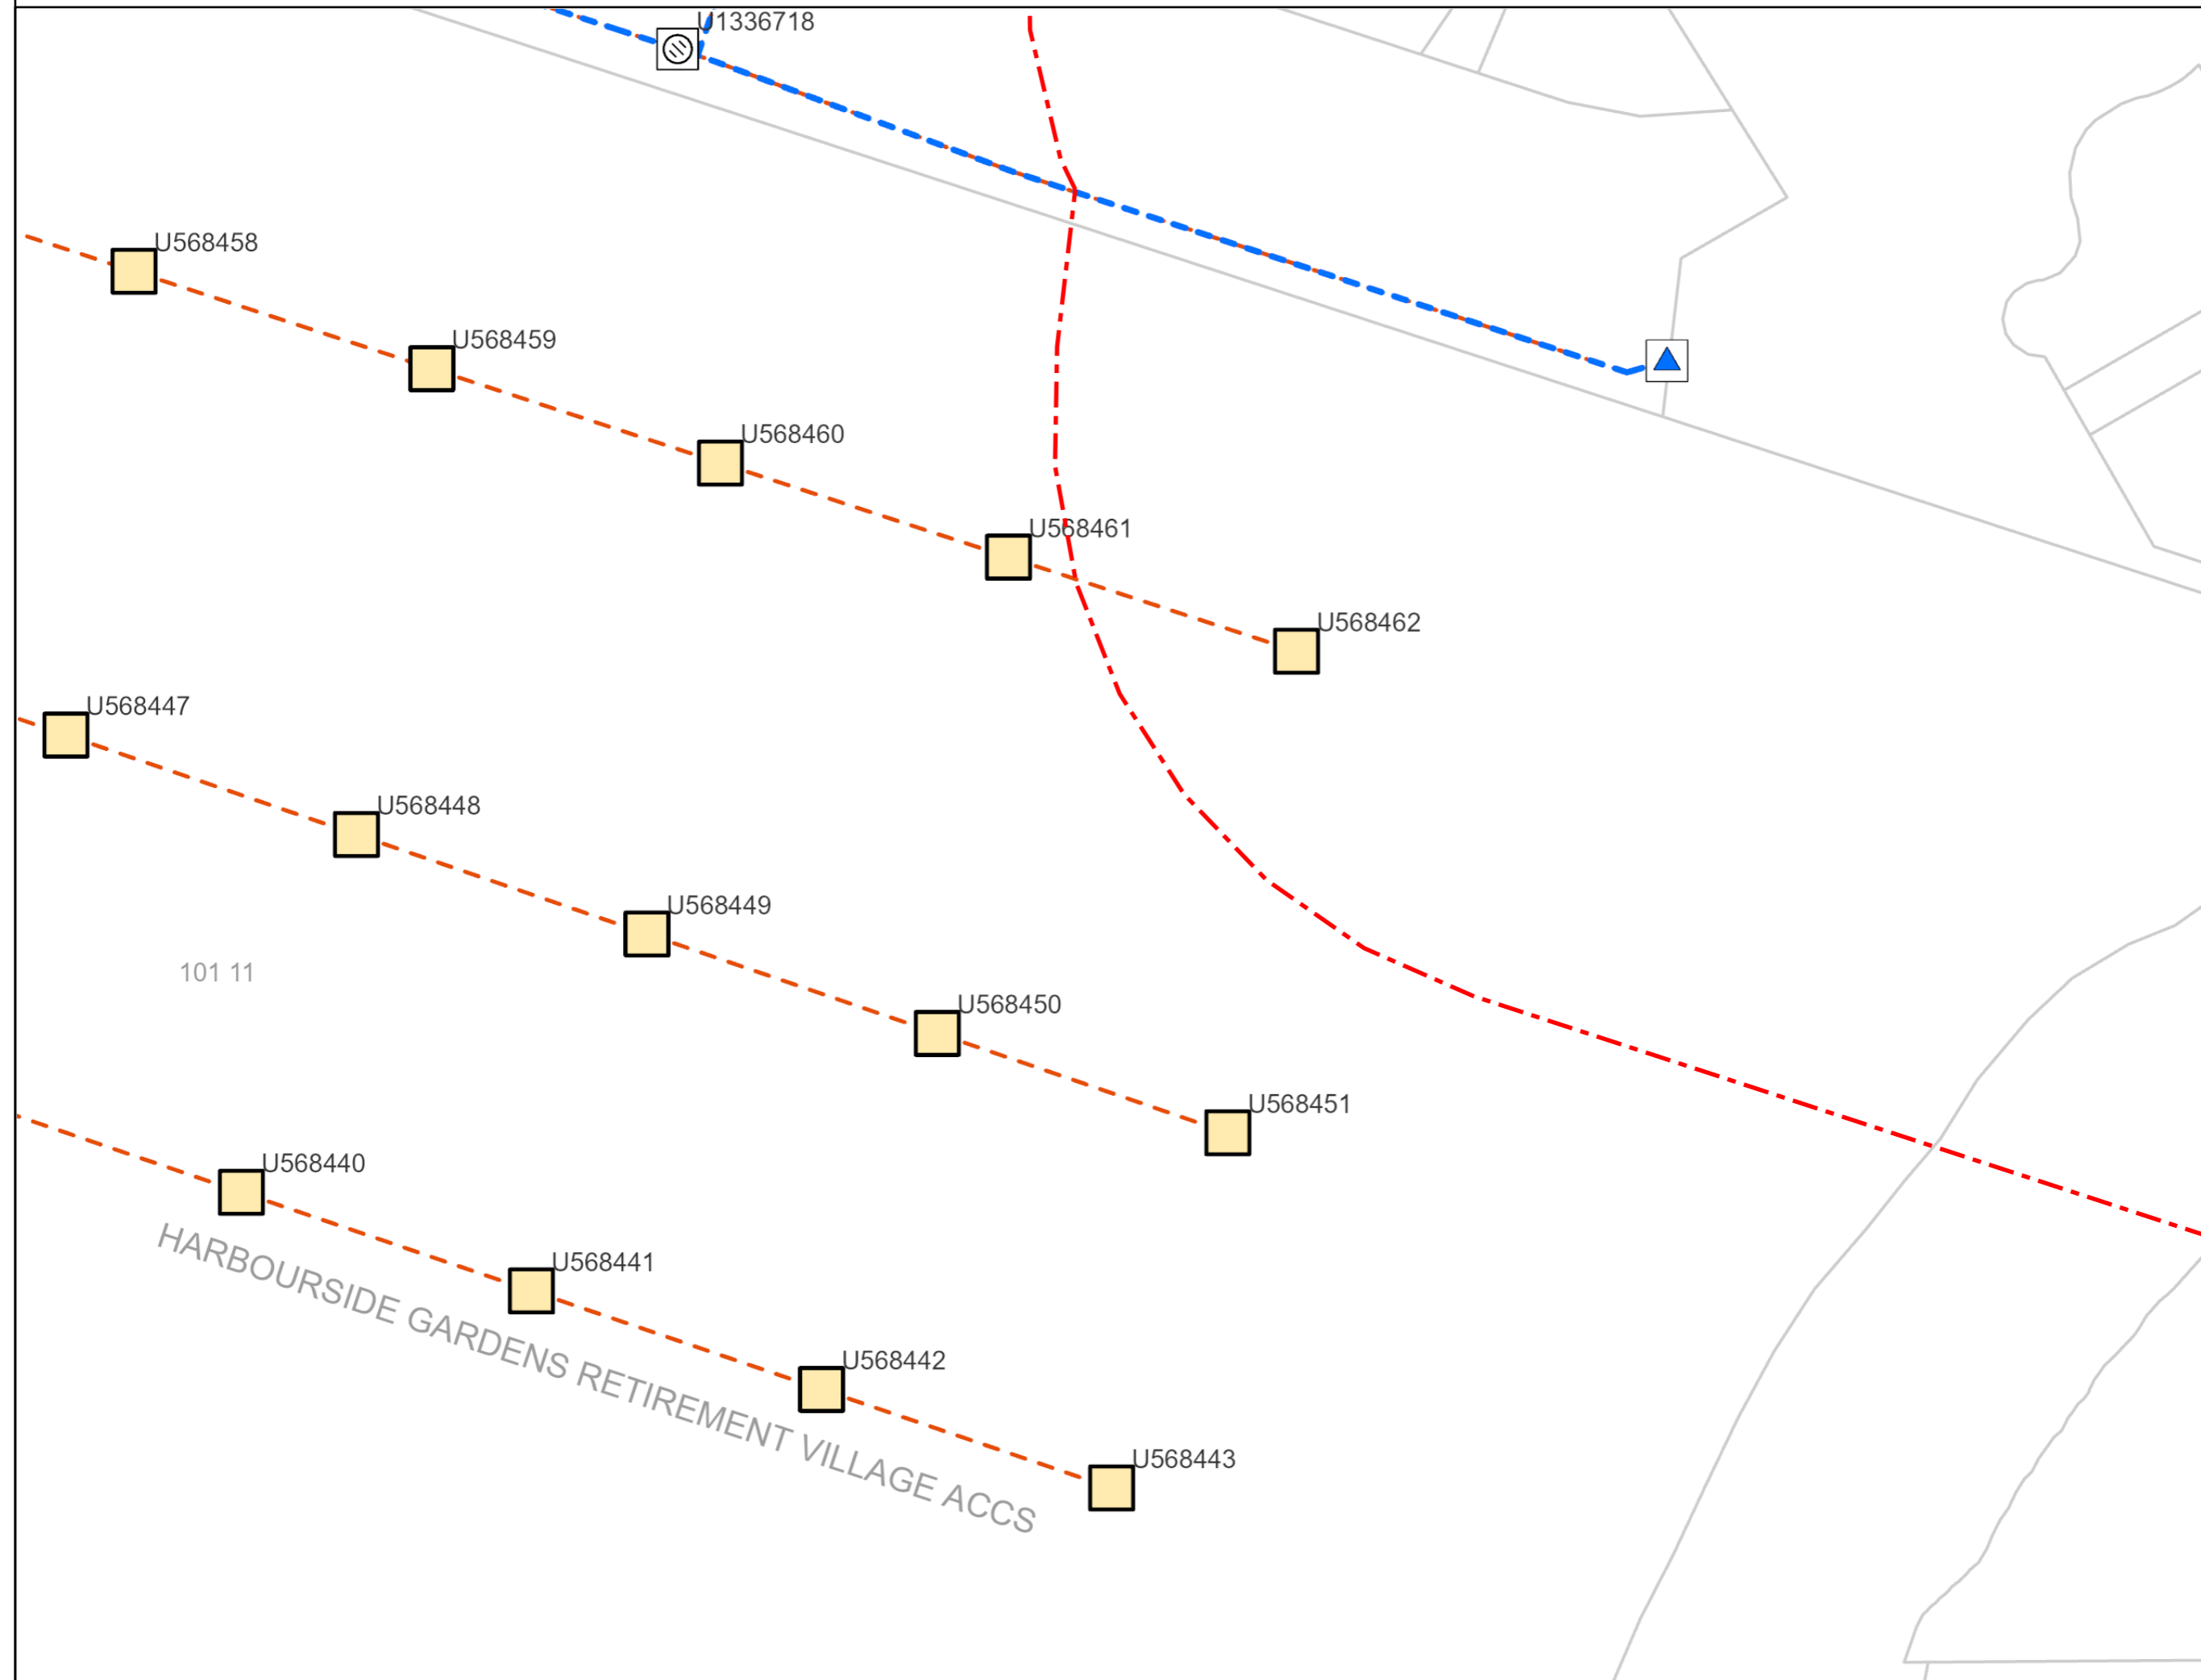 U1336718
U568458
U568459
U568460
U568461
U568462
U568447
U568448
U568449
101 11
U568450
U568451
U568440
U568441
U568442
U568443
HARBOURSIDE GARDENS RETIREMENT VILLAGE ACCS